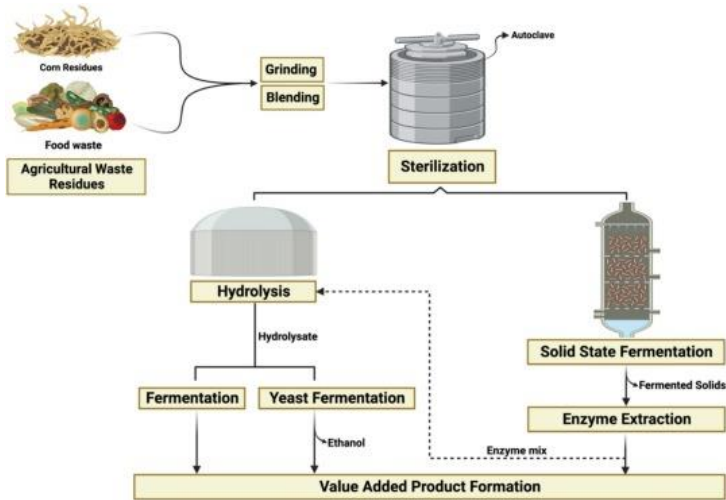 Corn Residues
Food waste
Agricultural Waste
Residues
Grinding
Blending
Autoclave
Sterilization
Hydrolysis
Hydrolysate
Fermentation
Yeast Fermentation
Ethanol
Solid State Fermentation
Fermented Solids
Enzyme Extraction
Enzyme mix
Value Added Product Formation